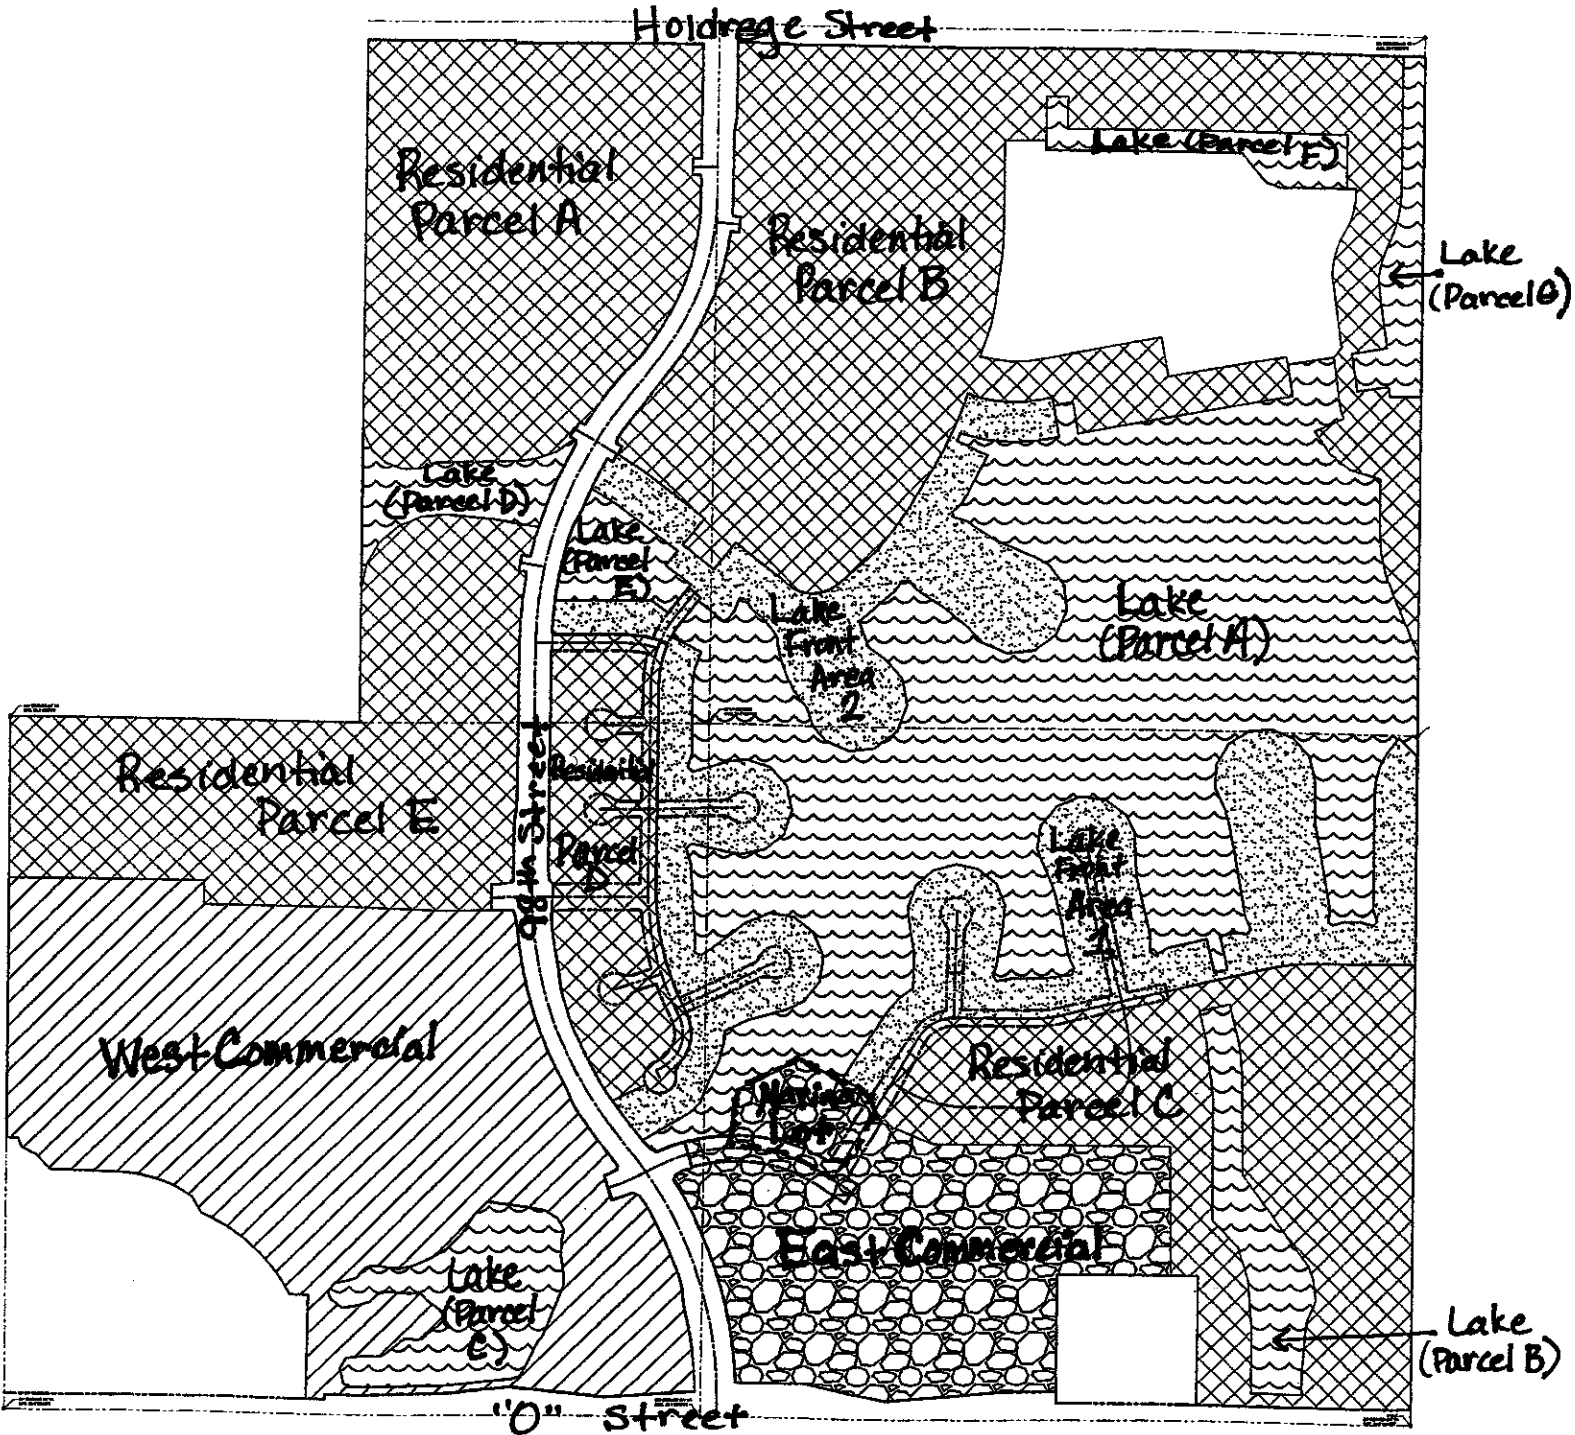 Holdrege Street
Lake (Parcel F)
Residential
Parcel A
Residential
Parcel B
Lake
(Parcel G)
Lake
(Parcel D)
Lake
(Parcel
E)
Lake
Front
Area
2
Lake
(Parcel A)
98th Street
Residential
Parcel E
Residential
Parcel
D
Lake
Front
Area
1
West Commercial
Residential
Parcel C
Marina
Lot
East Commercial
Lake
(Parcel
C)
Lake
(Parcel B)
"O" Street